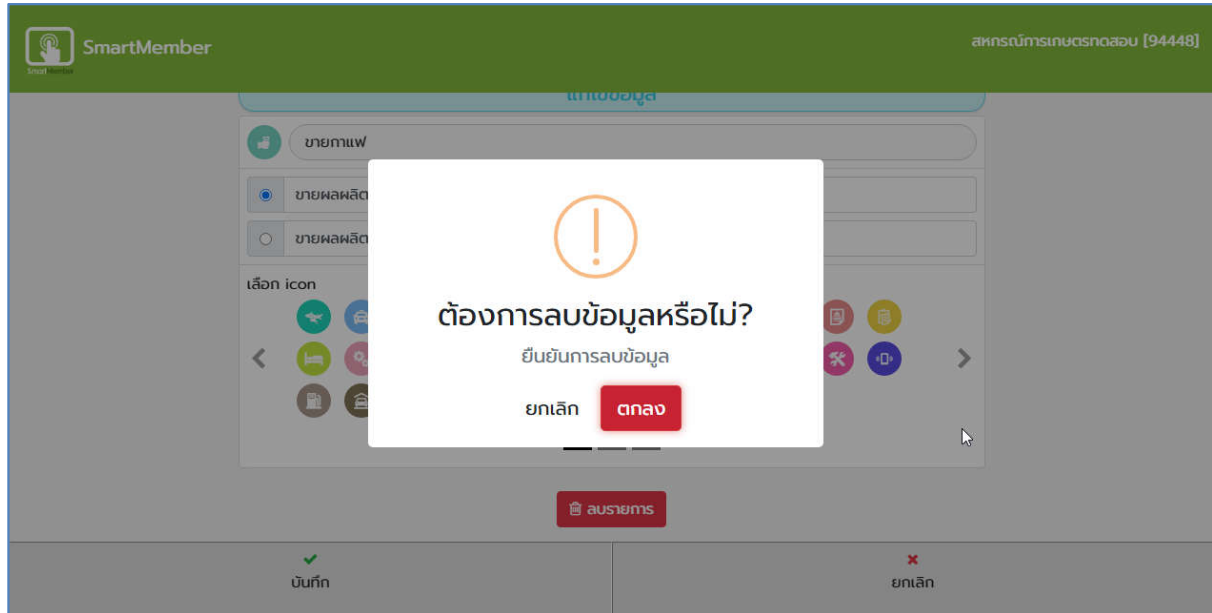 SmartMember
สหกรณ์การเกษตรทดสอบ [94448]
แก้ไขข้อมูล
ขายกาแฟ
ขายผลผลิต
ขายผลผลิต
เลือก icon
ต้องการลบข้อมูลหรือไม่?
ยืนยันการลบข้อมูล
ยกเลิก ตกลง
ลบรายการ
บันทึก ยกเลิก